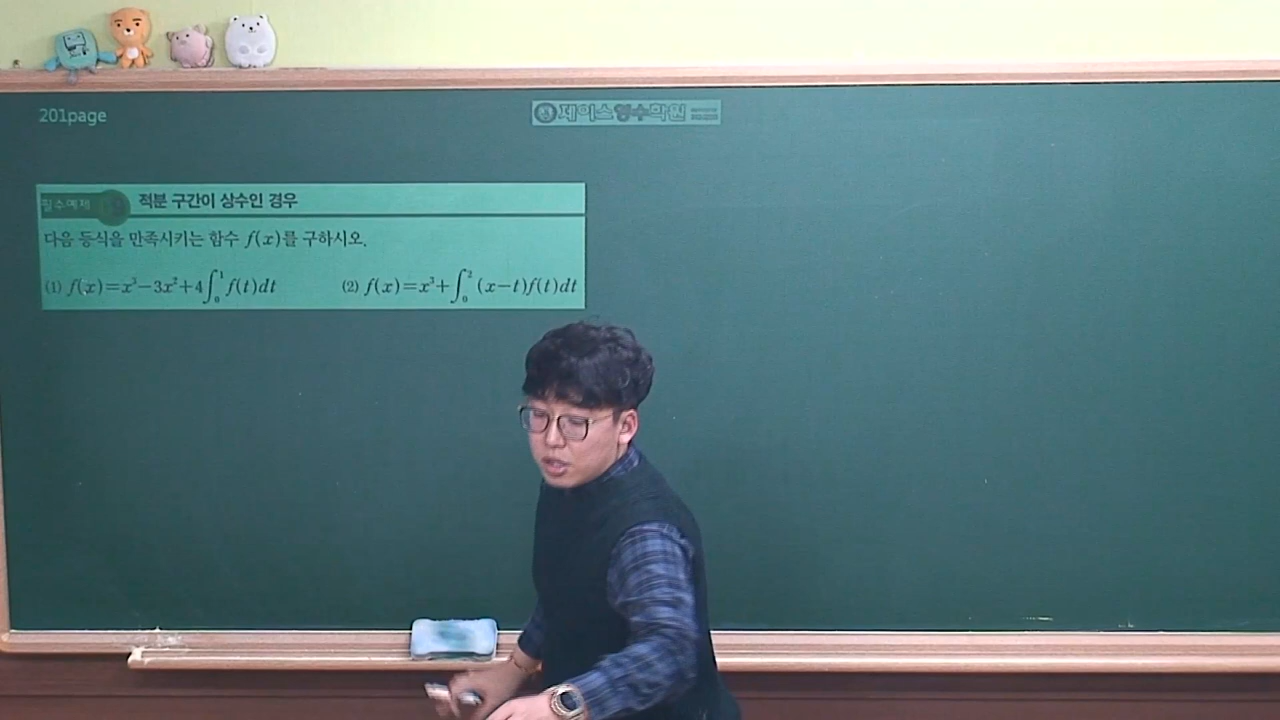 201page
제이스영수학원
필수예제
적분 구간이 상수인 경우
다음 등식을 만족시키는 함수 f(x)를 구하시오.
(1) f(x)=x³-3x²+4∫₀¹ f(t)dt (2) f(x)=x³+∫₀² (x-t)f(t)dt